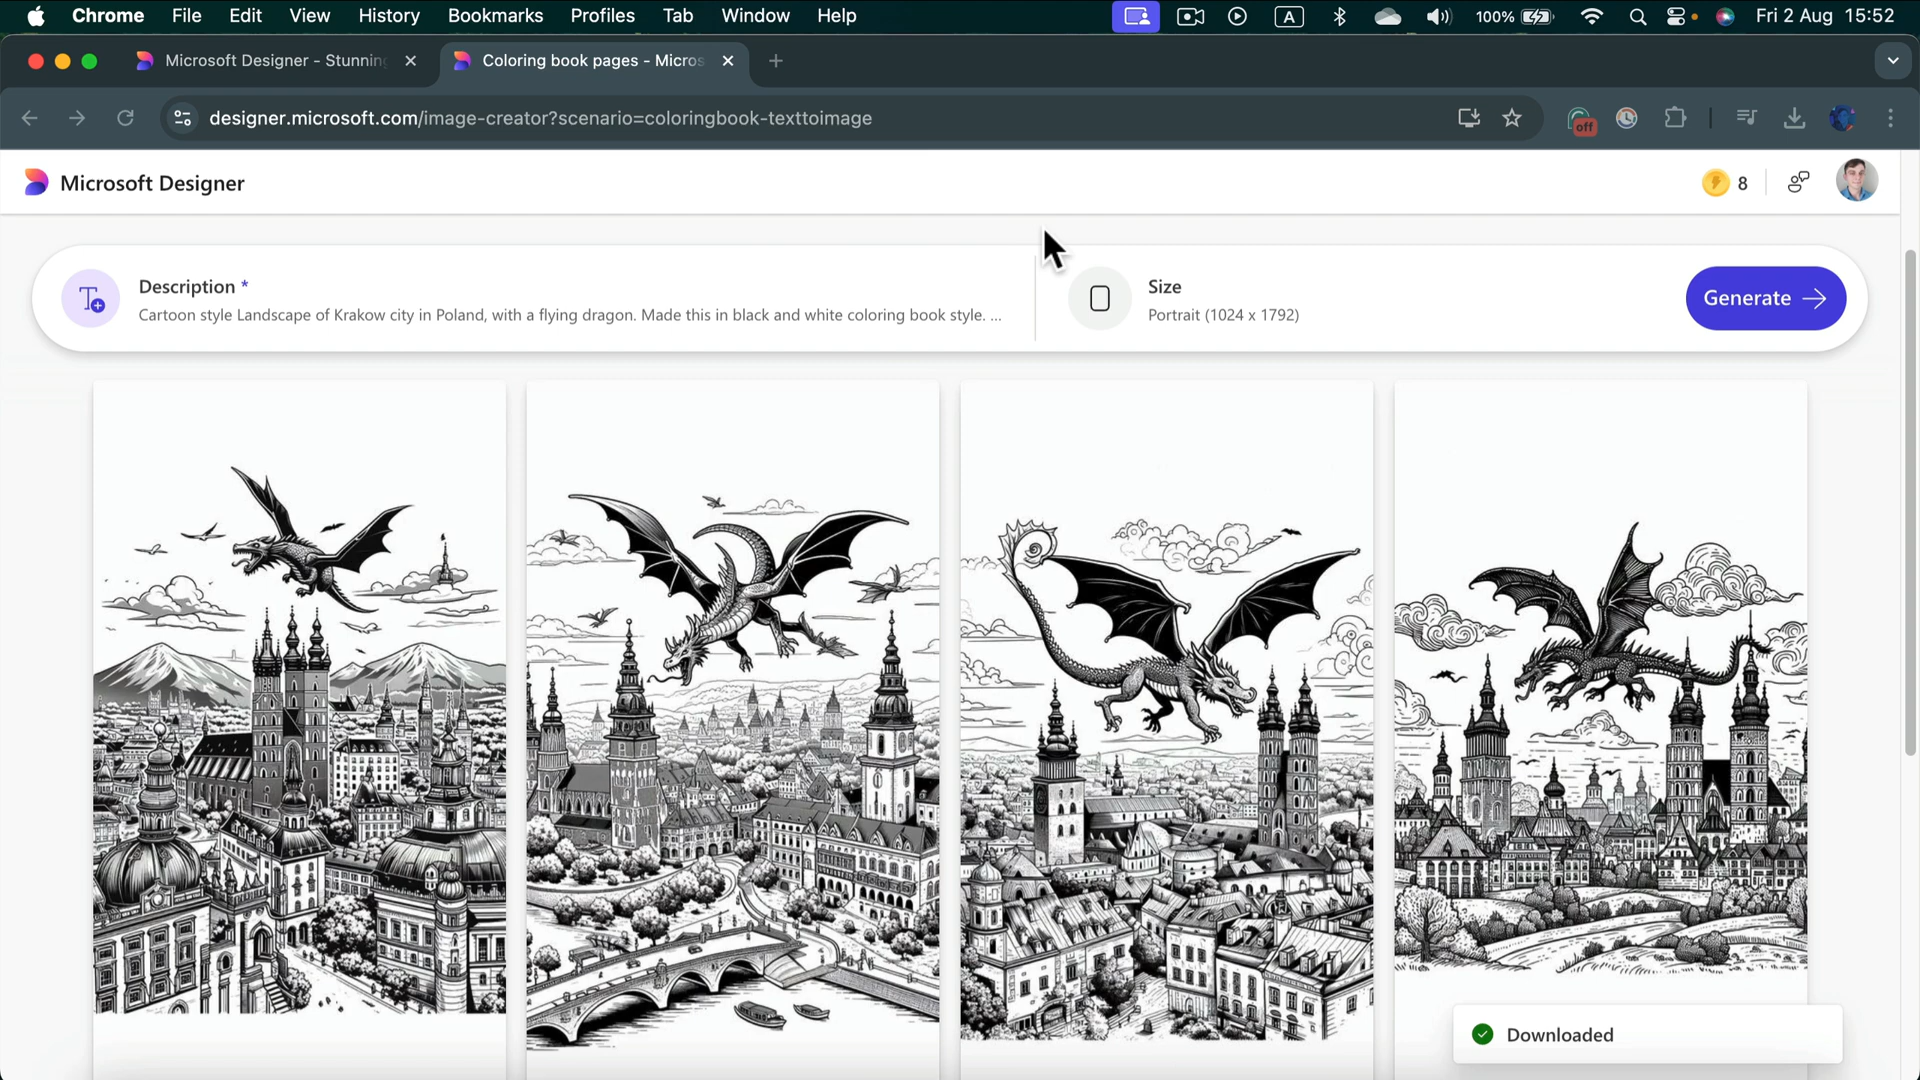 Chrome File Edit View History Bookmarks Profiles Tab Window Help A 100% Fri 2 Aug 15:52
Microsoft Designer - Stunnin
Coloring book pages - Micros
designer.microsoft.com/image-creator?scenario=coloringbook-texttoimage
off
Microsoft Designer
8
Description *
Cartoon style Landscape of Krakow city in Poland, with a flying dragon. Made this in black and white coloring book style. ...
Size
Portrait (1024 x 1792)
Generate
Downloaded